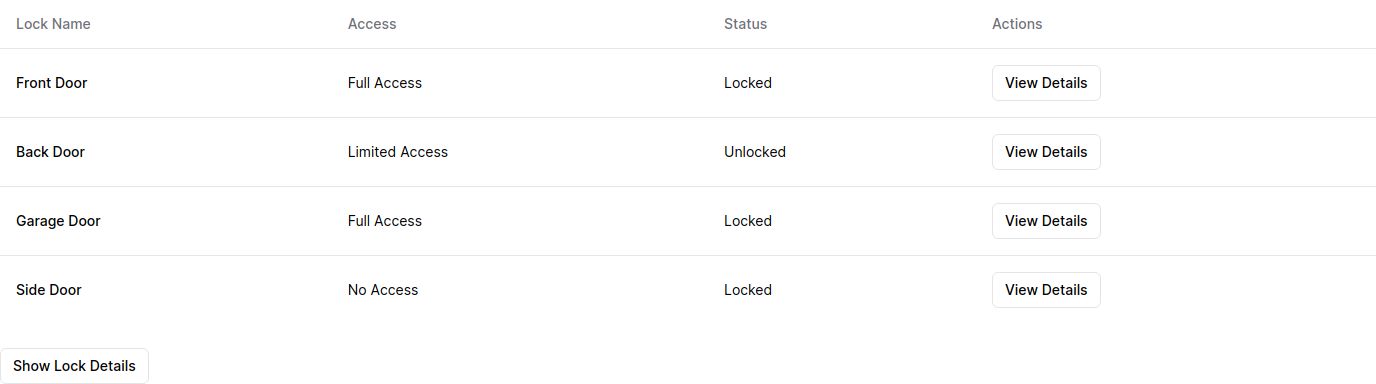 Lock Name Access Status Actions
Front Door Full Access Locked View Details
Back Door Limited Access Unlocked View Details
Garage Door Full Access Locked View Details
Side Door No Access Locked View Details
Show Lock Details